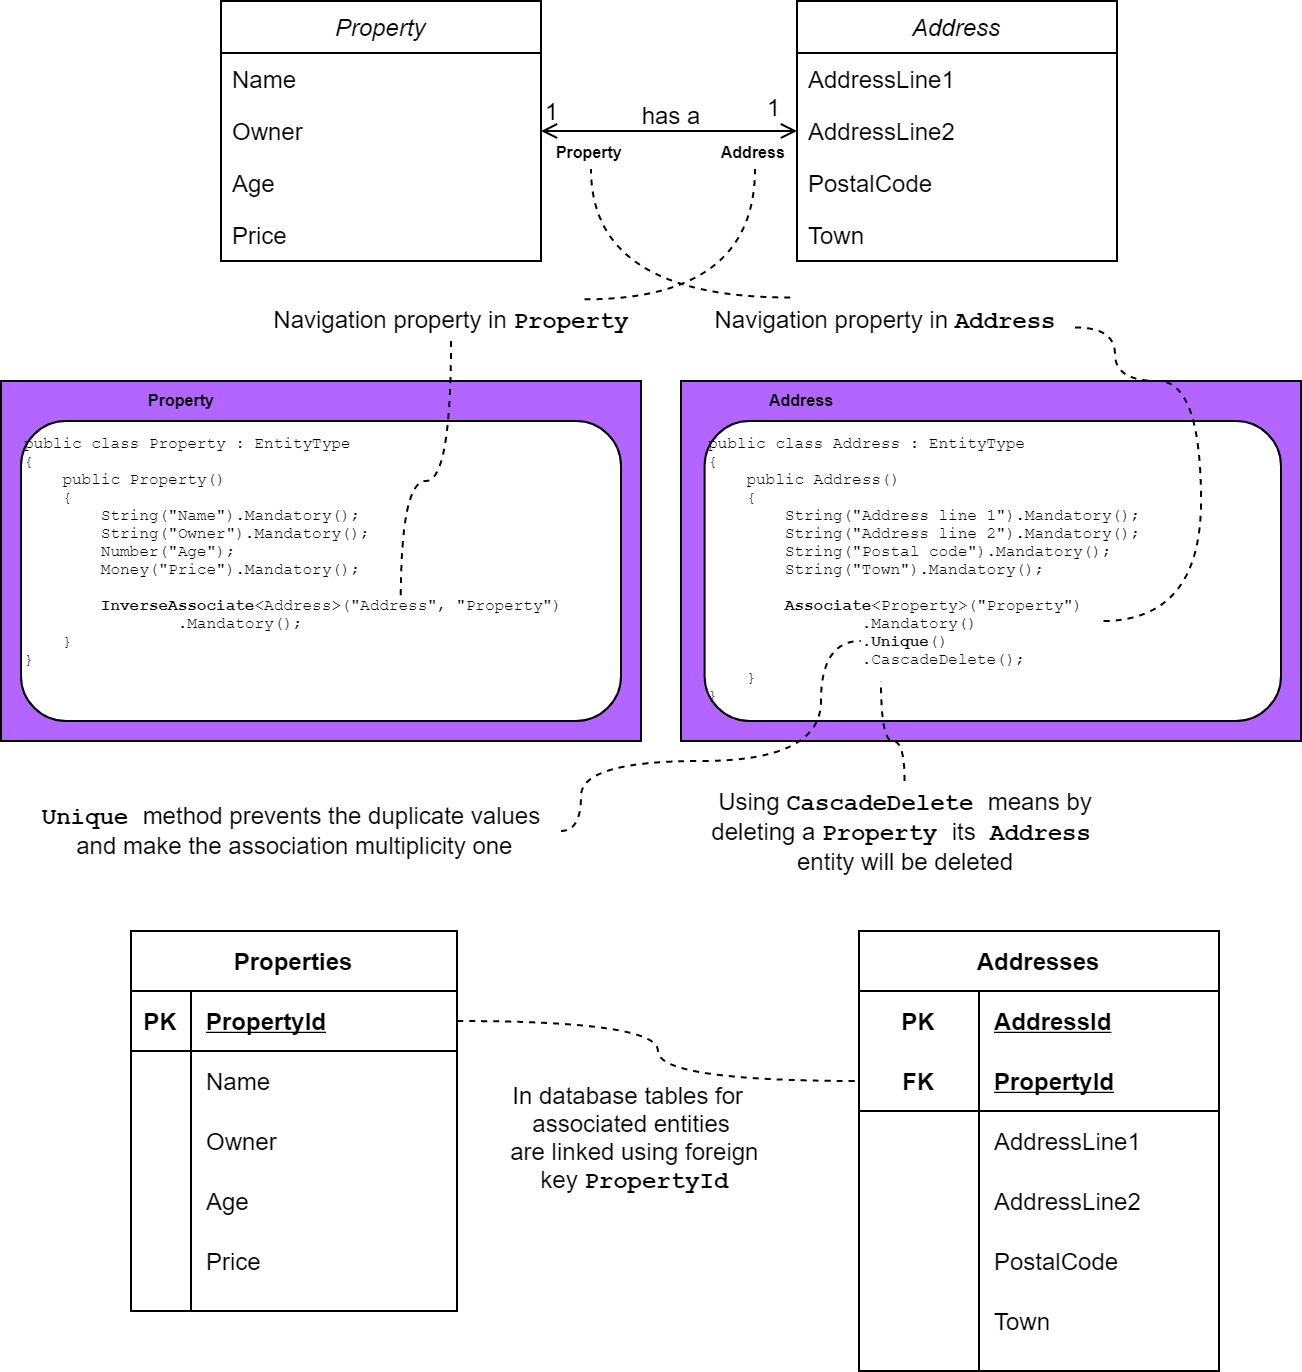 Property
Name
Owner
Age
Price
Address
AddressLine1
AddressLine2
PostalCode
Town
1
has a
1
Property
Address
Navigation property in Property
Navigation property in Address
Property
public class Property : EntityType
{
    public Property()
    {
        String("Name").Mandatory();
        String("Owner").Mandatory();
        Number("Age");
        Money("Price").Mandatory();
        InverseAssociate<Address>("Address", "Property")
                .Mandatory();
    }
}
Address
public class Address : EntityType
{
    public Address()
    {
        String("Address line 1").Mandatory();
        String("Address line 2").Mandatory();
        String("Postal code").Mandatory();
        String("Town").Mandatory();
        Associate<Property>("Property")
                .Mandatory()
                .Unique()
                .CascadeDelete();
    }
}
Unique method prevents the duplicate values
and make the association multiplicity one
Using CascadeDelete means by
deleting a Property its Address
entity will be deleted
Properties
PK PropertyId
Name
Owner
Age
Price
In database tables for
associated entities
are linked using foreign
key PropertyId
Addresses
PK AddressId
FK PropertyId
AddressLine1
AddressLine2
PostalCode
Town